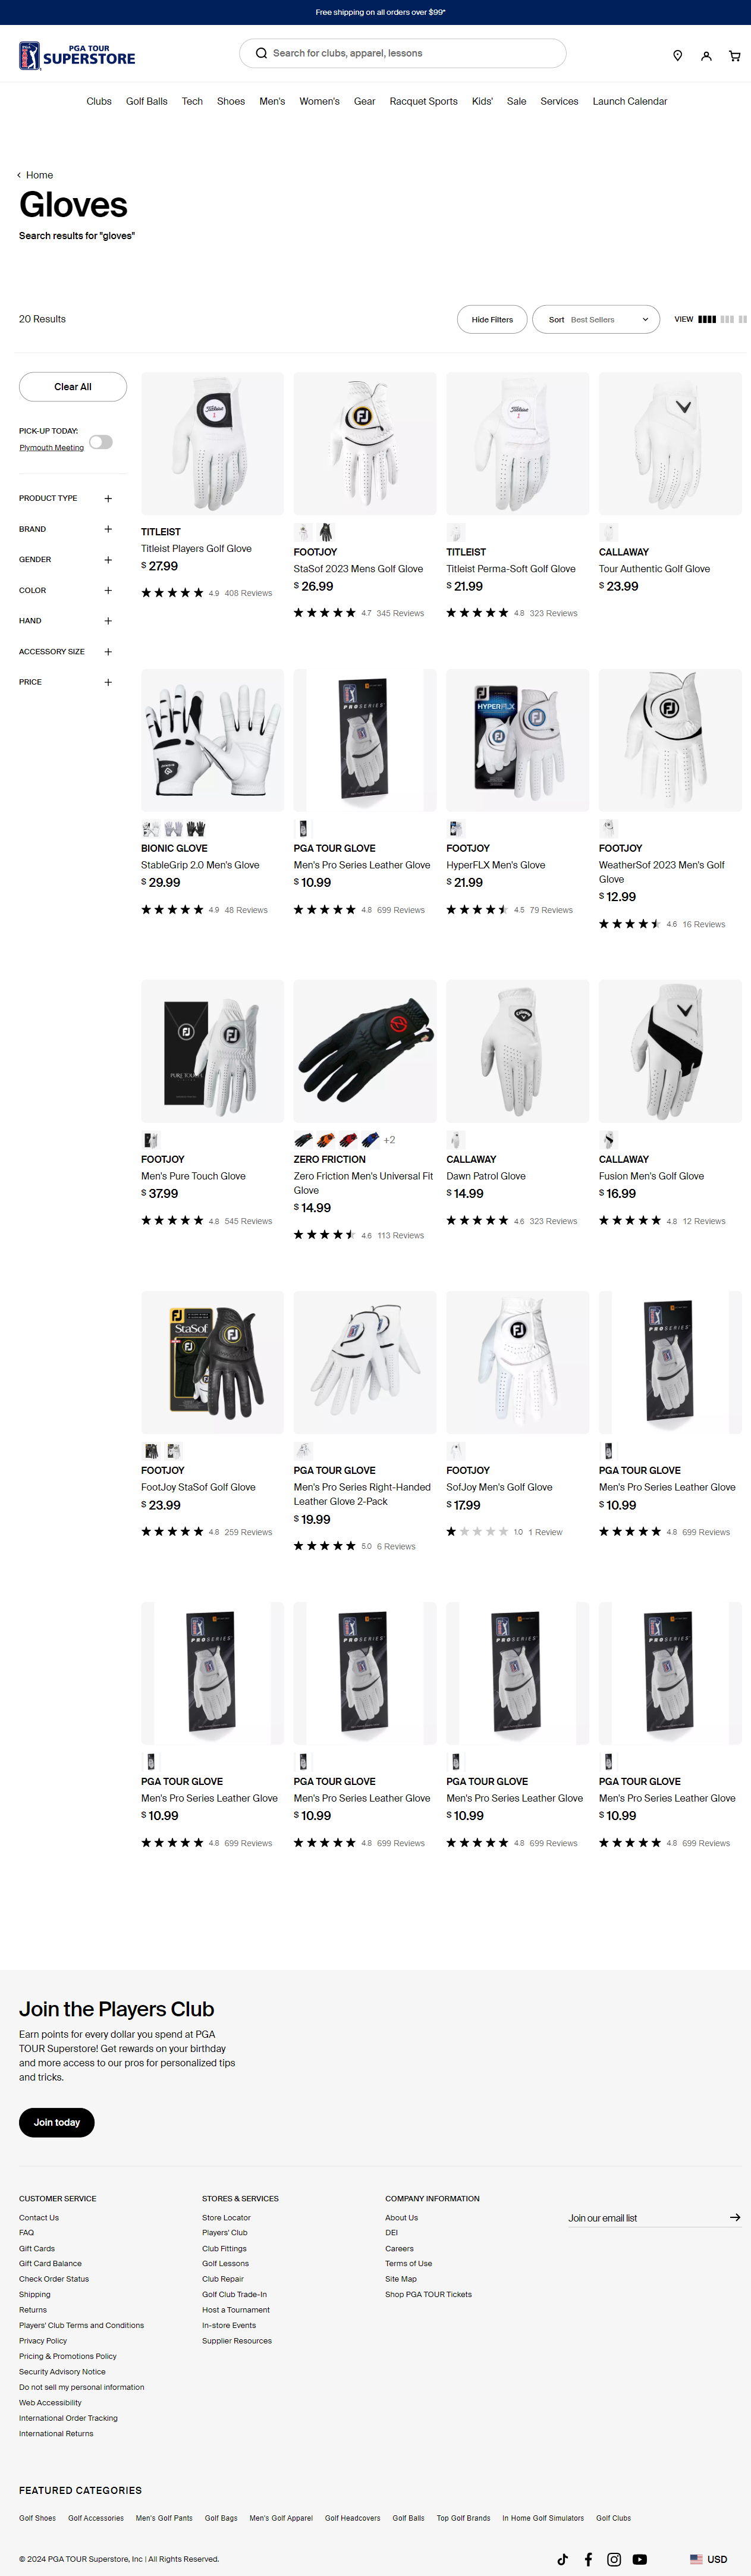 Free shipping on all orders over $99*
PGA TOUR
SUPERSTORE
Search for clubs, apparel, lessons
Clubs Golf Balls Tech Shoes Men's Women's Gear Racquet Sports Kids' Sale Services Launch Calendar
Home
Gloves
Search results for "gloves"
20 Results
Hide Filters
Sort Best Sellers
VIEW
Clear All
PICK-UP TODAY:
Plymouth Meeting
PRODUCT TYPE
BRAND
GENDER
COLOR
HAND
ACCESSORY SIZE
PRICE
TITLEIST
Titleist Players Golf Glove
$ 27.99
4.9 408 Reviews
FOOTJOY
StaSof 2023 Mens Golf Glove
$ 26.99
4.7 345 Reviews
TITLEIST
Titleist Perma-Soft Golf Glove
$ 21.99
4.8 323 Reviews
CALLAWAY
Tour Authentic Golf Glove
$ 23.99
BIONIC GLOVE
StableGrip 2.0 Men's Glove
$ 29.99
4.9 48 Reviews
PROSERIES
PGA TOUR GLOVE
Men's Pro Series Leather Glove
$ 10.99
4.8 699 Reviews
HYPERFLX
FOOTJOY
HyperFLX Men's Glove
$ 21.99
4.5 79 Reviews
FOOTJOY
WeatherSof 2023 Men's Golf
Glove
$ 12.99
4.6 16 Reviews
PURE TOUCH
FOOTJOY
Men's Pure Touch Glove
$ 37.99
4.8 545 Reviews
+2
ZERO FRICTION
Zero Friction Men's Universal Fit
Glove
$ 14.99
4.6 113 Reviews
CALLAWAY
Dawn Patrol Glove
$ 14.99
4.6 323 Reviews
CALLAWAY
Fusion Men's Golf Glove
$ 16.99
4.8 12 Reviews
StaSof
FOOTJOY
FootJoy StaSof Golf Glove
$ 23.99
4.8 259 Reviews
PGA TOUR GLOVE
Men's Pro Series Right-Handed
Leather Glove 2-Pack
$ 19.99
5.0 6 Reviews
FOOTJOY
SofJoy Men's Golf Glove
$ 17.99
1.0 1 Review
PROSERIES
PGA TOUR GLOVE
Men's Pro Series Leather Glove
$ 10.99
4.8 699 Reviews
PROSERIES
PGA TOUR GLOVE
Men's Pro Series Leather Glove
$ 10.99
4.8 699 Reviews
PROSERIES
PGA TOUR GLOVE
Men's Pro Series Leather Glove
$ 10.99
4.8 699 Reviews
PROSERIES
PGA TOUR GLOVE
Men's Pro Series Leather Glove
$ 10.99
4.8 699 Reviews
PROSERIES
PGA TOUR GLOVE
Men's Pro Series Leather Glove
$ 10.99
4.8 699 Reviews
Join the Players Club
Earn points for every dollar you spend at PGA
TOUR Superstore! Get rewards on your birthday
and more access to our pros for personalized tips
and tricks.
Join today
CUSTOMER SERVICE
Contact Us
FAQ
Gift Cards
Gift Card Balance
Check Order Status
Shipping
Returns
Players' Club Terms and Conditions
Privacy Policy
Pricing & Promotions Policy
Security Advisory Notice
Do not sell my personal information
Web Accessibility
International Order Tracking
International Returns
STORES & SERVICES
Store Locator
Players' Club
Club Fittings
Golf Lessons
Club Repair
Golf Club Trade-In
Host a Tournament
In-store Events
Supplier Resources
COMPANY INFORMATION
About Us
DEI
Careers
Terms of Use
Site Map
Shop PGA TOUR Tickets
Join our email list
FEATURED CATEGORIES
Golf Shoes Golf Accessories Men's Golf Pants Golf Bags Men's Golf Apparel Golf Headcovers Golf Balls Top Golf Brands In Home Golf Simulators Golf Clubs
© 2024 PGA TOUR Superstore, Inc | All Rights Reserved.
USD